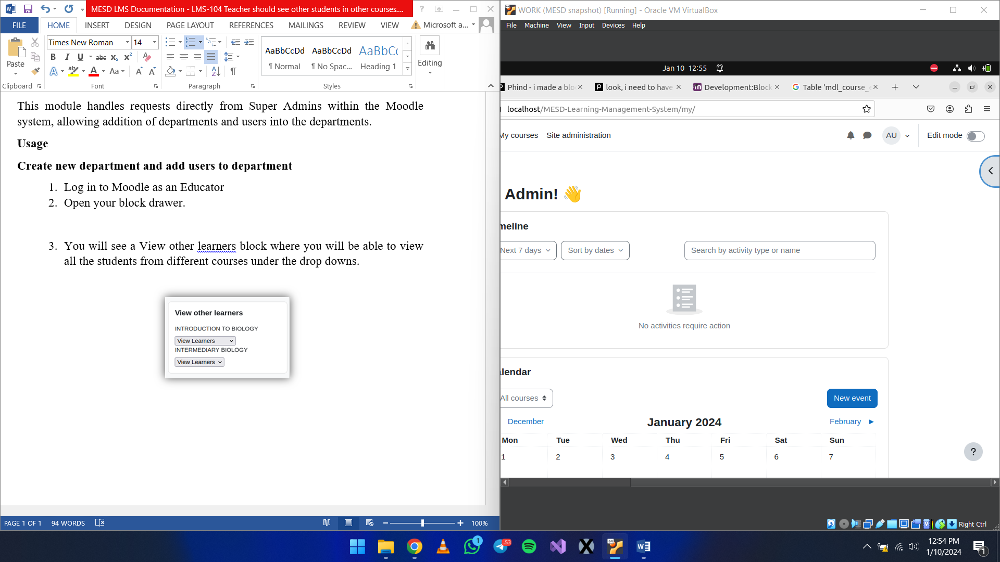 MESD LMS Documentation - LMS-104 Teacher should see other students in other courses....
FILE HOME INSERT DESIGN PAGE LAYOUT REFERENCES MAILINGS REVIEW VIEW Microsoft a...
Times New Roman 14
Paste
AaBbCcDd AaBbCcDd AaBbCc
¶ Normal ¶ No Spac... Heading 1
Editing
Clipboard Font Paragraph Styles
This module handles requests directly from Super Admins within the Moodle
system, allowing addition of departments and users into the departments.
Usage
Create new department and add users to department
1. Log in to Moodle as an Educator
2. Open your block drawer.
3. You will see a View other learners block where you will be able to view
all the students from different courses under the drop downs.
View other learners
INTRODUCTION TO BIOLOGY
View Learners
INTERMEDIARY BIOLOGY
View Learners
PAGE 1 OF 1 94 WORDS 100%
WORK (MESD snapshot) [Running] - Oracle VM VirtualBox
File Machine View Input Devices Help
Jan 10 12:55
Phind - i made a blo look, i need to have Development:Block Table 'mdl_course_
localhost/MESD-Learning-Management-System/my/
My courses Site administration AU Edit mode
Admin! 👋
meline
Next 7 days Sort by dates Search by activity type or name
No activities require action
alendar
All courses New event
December January 2024 February ►
Mon Tue Wed Thu Fri Sat Sun
1 2 3 4 5 6 7
?
Right Ctrl
1 53
12:54 PM
1/10/2024
1